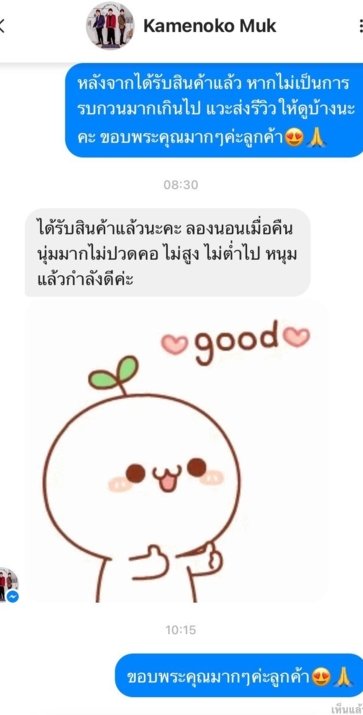 Kamenoko Muk
หลังจากได้รับสินค้าแล้ว หากไม่เป็นการ
รบกวนมากเกินไป แวะส่งรีวิว ให้ดูบ้างนะ
คะ ขอบพระคุณมากๆค่ะลูกค้า😍🙏
08:30
ได้รับสินค้าแล้วนะคะ ลองนอนเมื่อคืน
นุ่มมากไม่ปวดคอ ไม่สูง ไม่ต่ำไป หนุม
แล้วกำลังดีค่ะ
good
10:15
ขอบพระคุณมากๆค่ะลูกค้า😍🙏
เห็นแล้ว